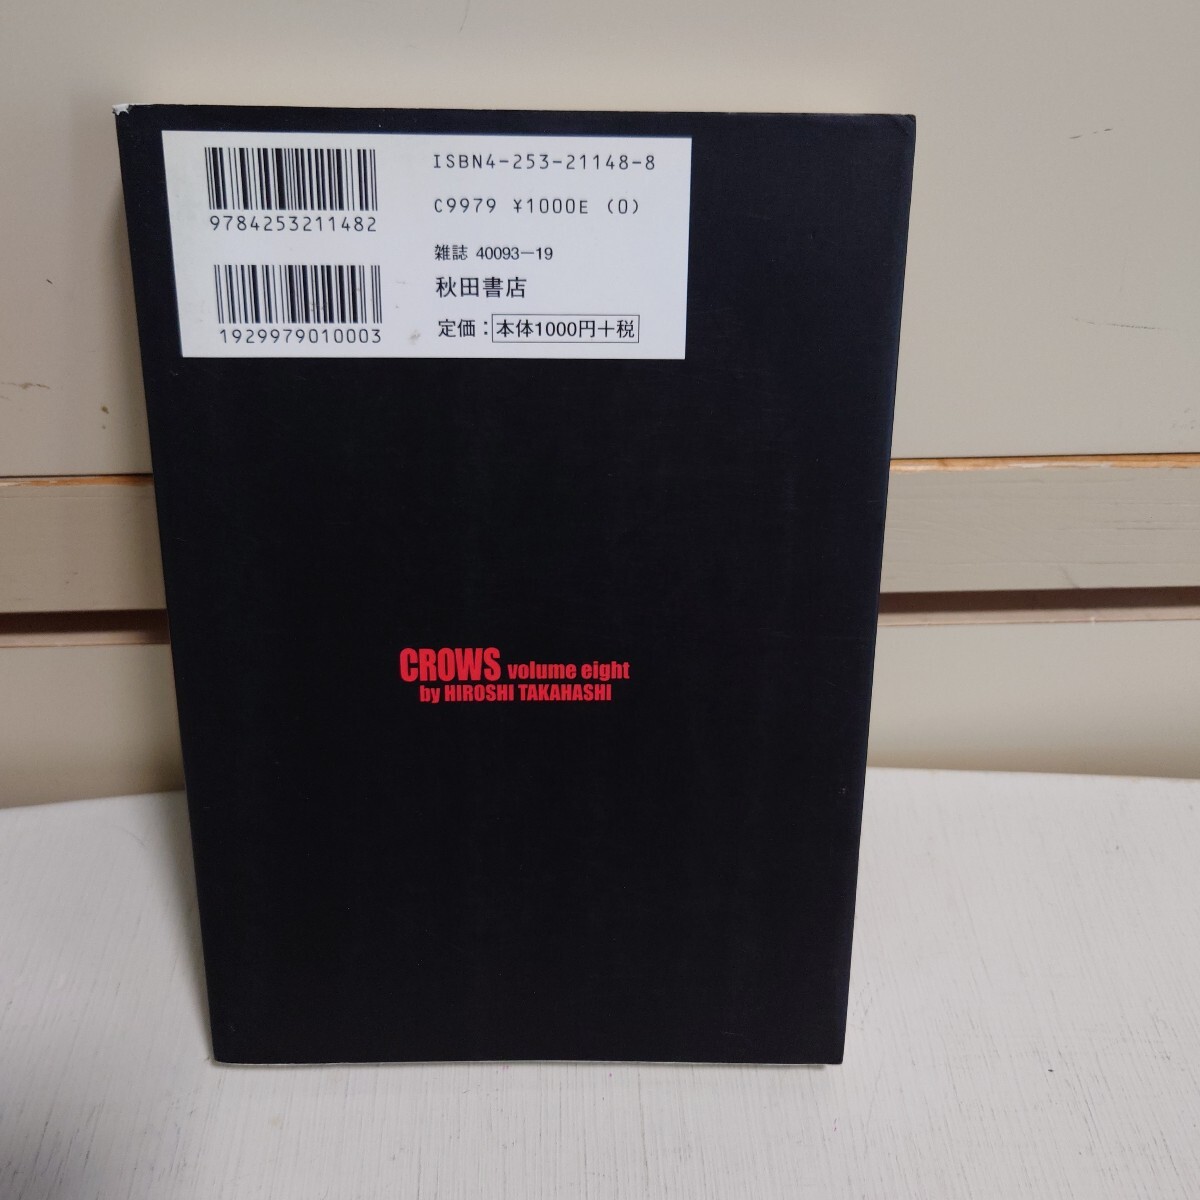 9784253211482
1929979010003
ISBN4-253-21148-8
C9979 ¥1000E (0)
雑誌 40093-19
秋田書店
定価：本体1000円+税
CROWS volume eight
by HIROSHI TAKAHASHI